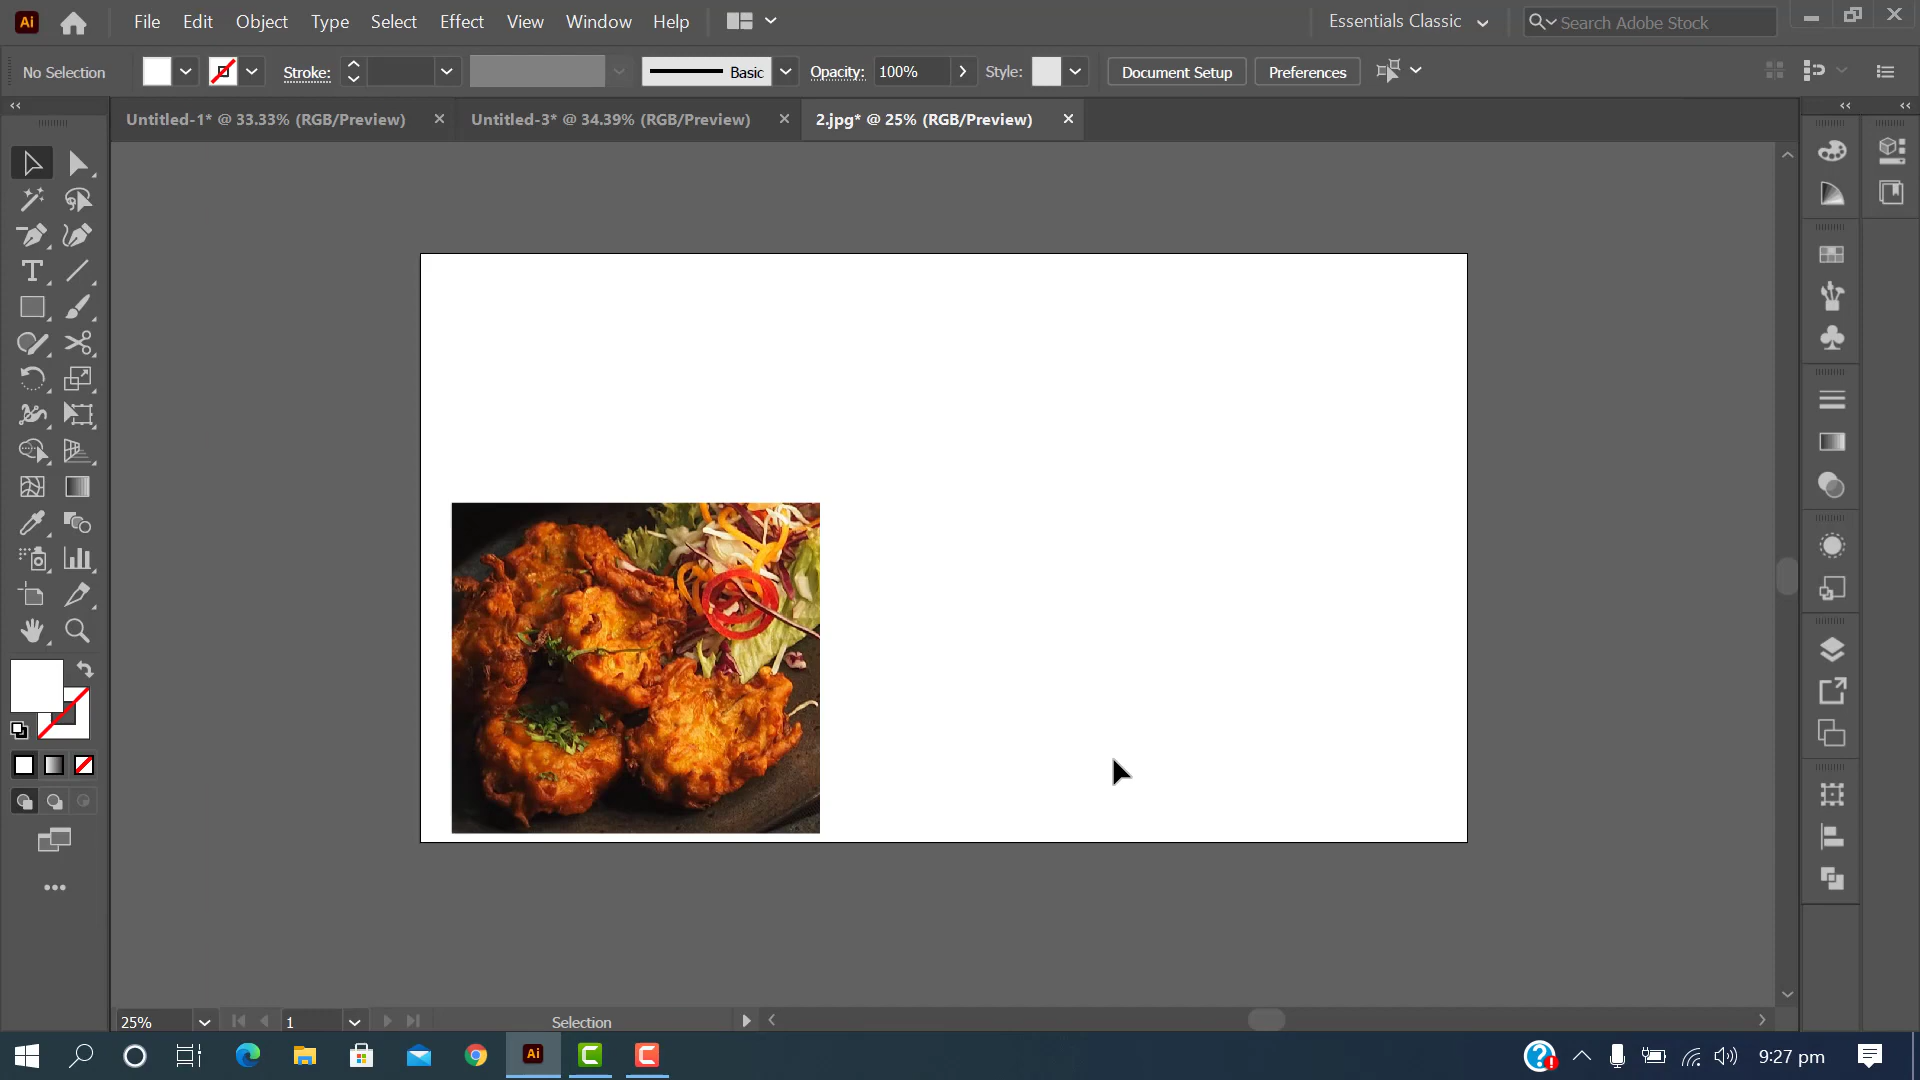 Ai File Edit Object Type Select Effect View Window Help Essentials Classic Search Adobe Stock
No Selection Stroke: Basic Opacity: 100% Style: Document Setup Preferences
Untitled-1* @ 33.33% (RGB/Preview) × Untitled-3* @ 34.39% (RGB/Preview) × 2.jpg* @ 25% (RGB/Preview) ×
25% 1 Selection
Ai 9:27 pm